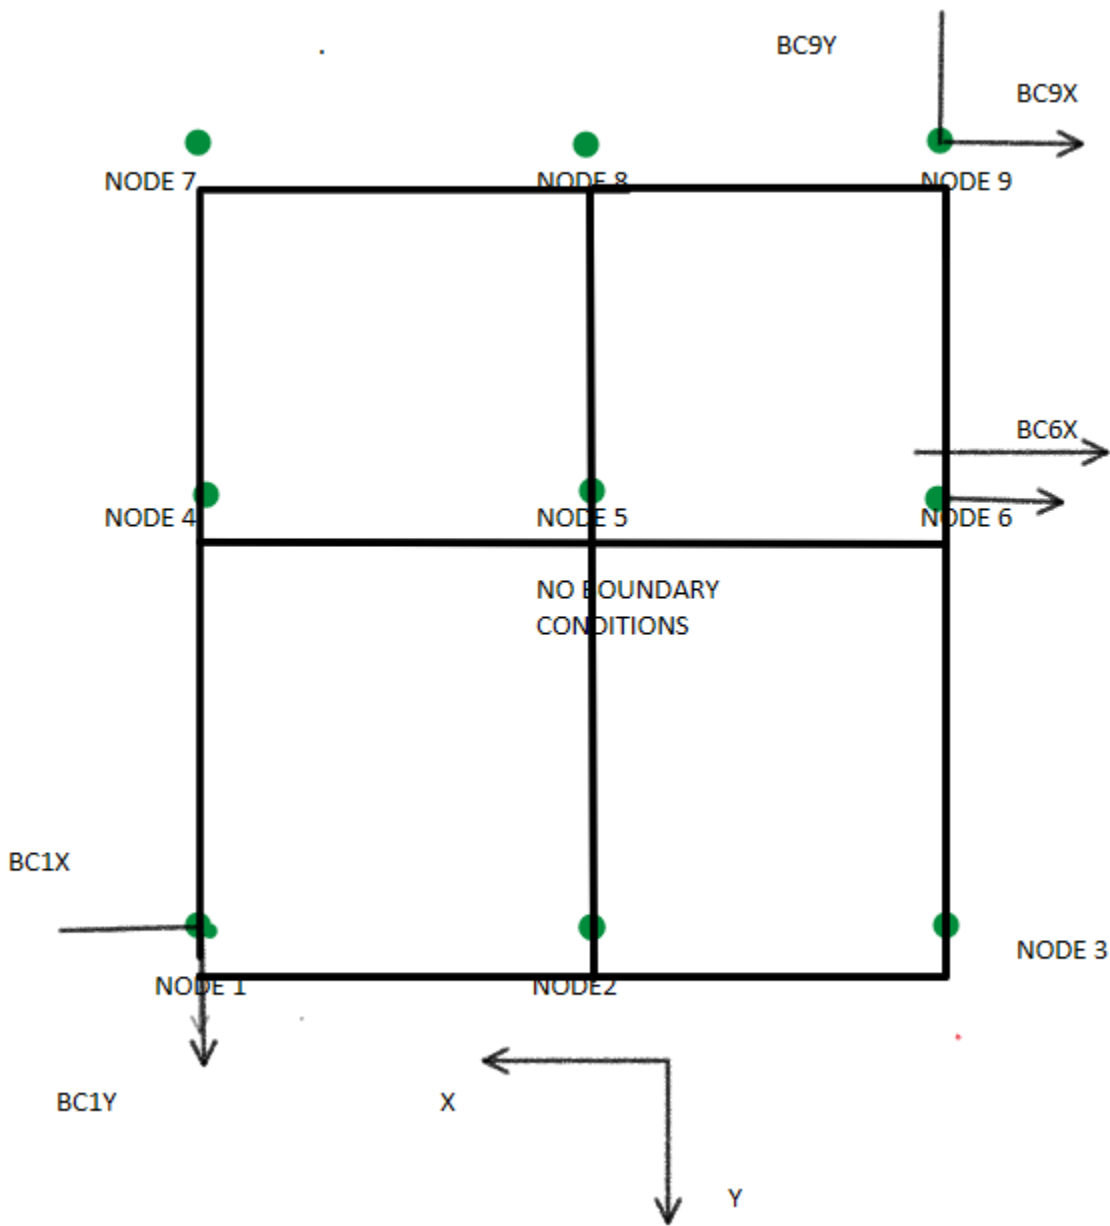 BC9Y
BC9X
NODE 7
NODE 8
NODE 9
BC6X
NODE 4
NODE 5
NODE 6
NO BOUNDARY
CONDITIONS
BC1X
NODE 3
NODE 1
NODE2
BC1Y
X
Y